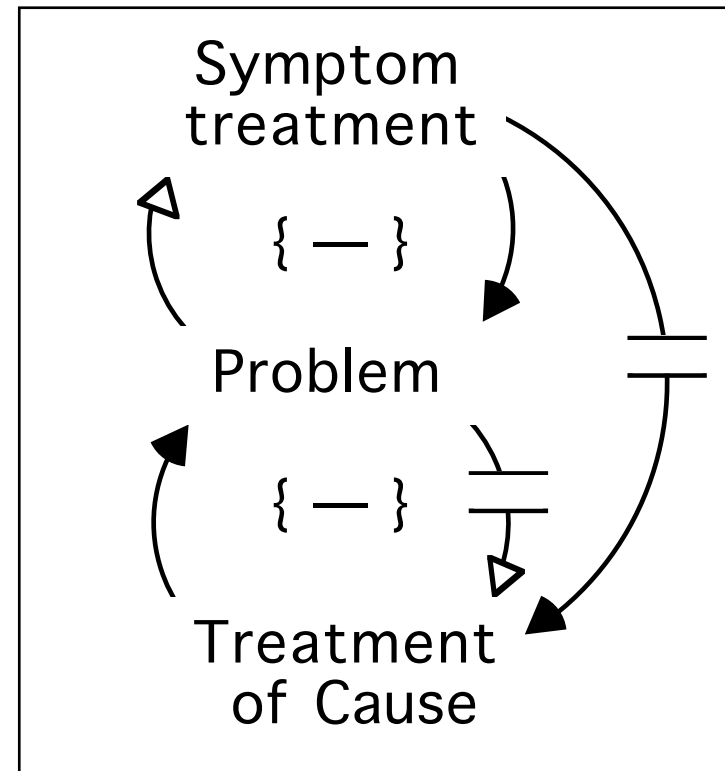 Symptom
treatment
{ — }
Problem
{ — }
Treatment
of Cause